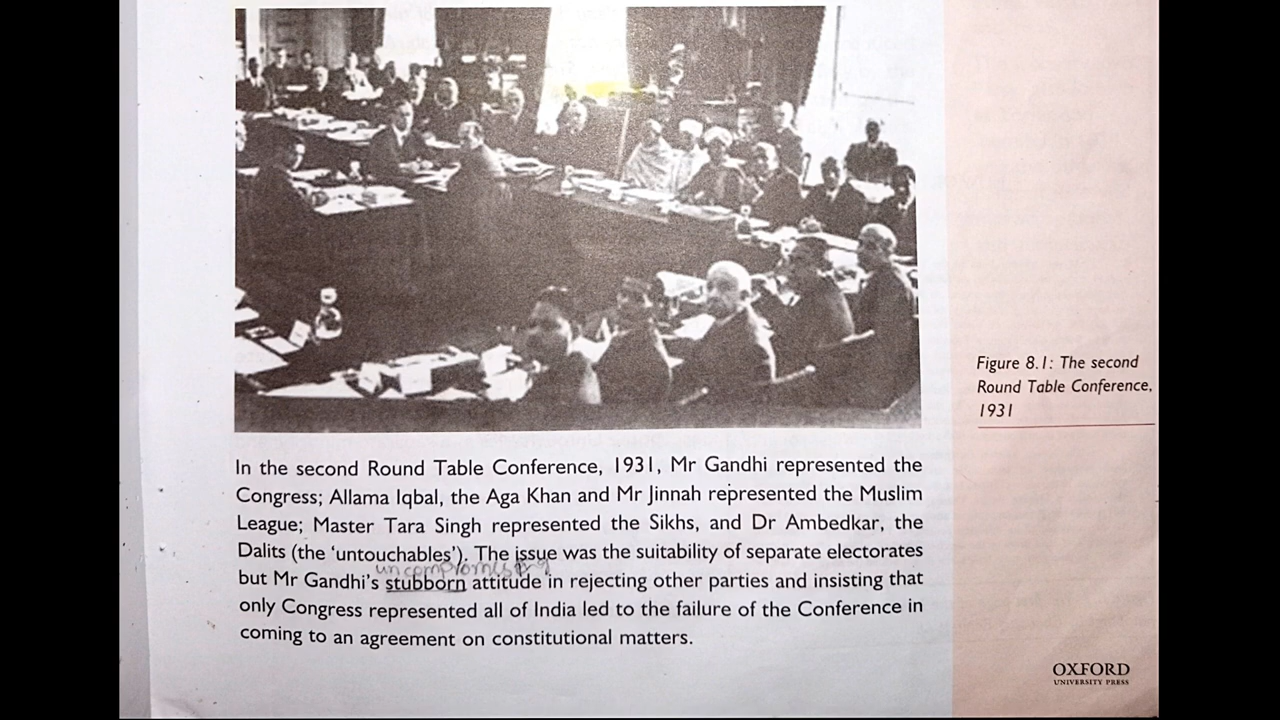 Figure 8.1: The second
Round Table Conference,
1931
In the second Round Table Conference, 1931, Mr Gandhi represented the
Congress; Allama Iqbal, the Aga Khan and Mr Jinnah represented the Muslim
League; Master Tara Singh represented the Sikhs, and Dr Ambedkar, the
Dalits (the ‘untouchables’). The issue was the suitability of separate electorates
uncompromising
but Mr Gandhi’s stubborn attitude in rejecting other parties and insisting that
only Congress represented all of India led to the failure of the Conference in
coming to an agreement on constitutional matters.
OXFORD
UNIVERSITY PRESS